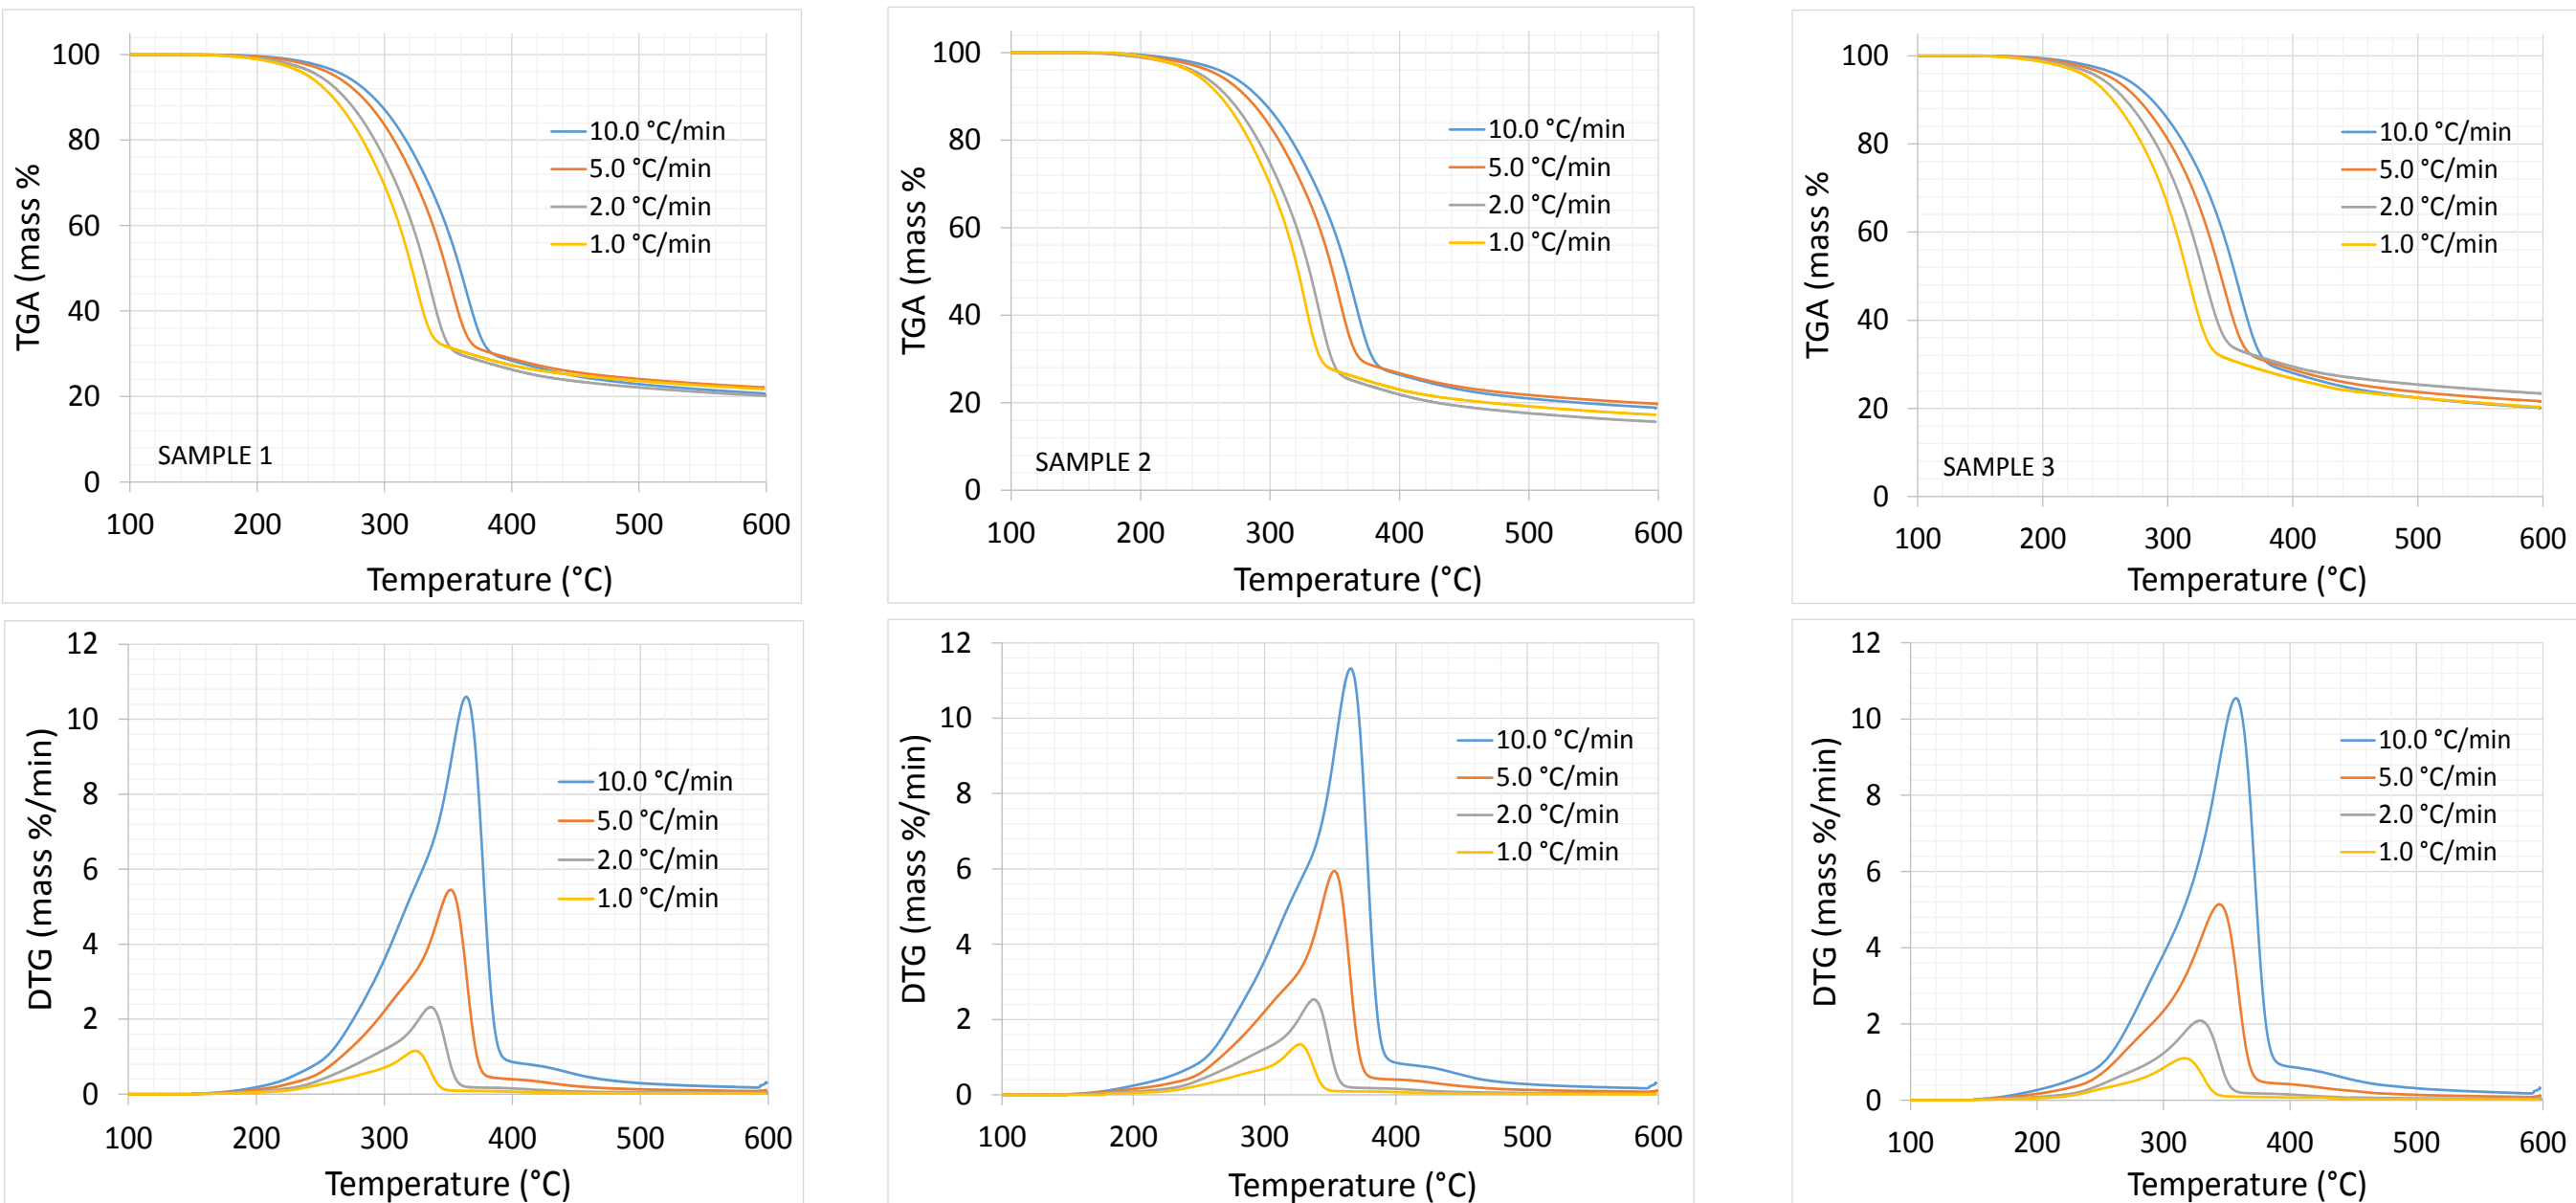 100
80
60
40
20
0
TGA (mass %
10.0 °C/min
5.0 °C/min
2.0 °C/min
1.0 °C/min
SAMPLE 1
100 200 300 400 500 600
Temperature (°C)
100
80
60
40
20
0
TGA (mass %
10.0 °C/min
5.0 °C/min
2.0 °C/min
1.0 °C/min
SAMPLE 2
100 200 300 400 500 600
Temperature (°C)
100
80
60
40
20
0
TGA (mass %
10.0 °C/min
5.0 °C/min
2.0 °C/min
1.0 °C/min
SAMPLE 3
100 200 300 400 500 600
Temperature (°C)
12
10
8
6
4
2
0
DTG (mass %/min)
10.0 °C/min
5.0 °C/min
2.0 °C/min
1.0 °C/min
100 200 300 400 500 600
Temperature (°C)
12
10
8
6
4
2
0
DTG (mass %/min)
10.0 °C/min
5.0 °C/min
2.0 °C/min
1.0 °C/min
100 200 300 400 500 600
Temperature (°C)
12
10
8
6
4
2
0
DTG (mass %/min)
10.0 °C/min
5.0 °C/min
2.0 °C/min
1.0 °C/min
100 200 300 400 500 600
Temperature (°C)